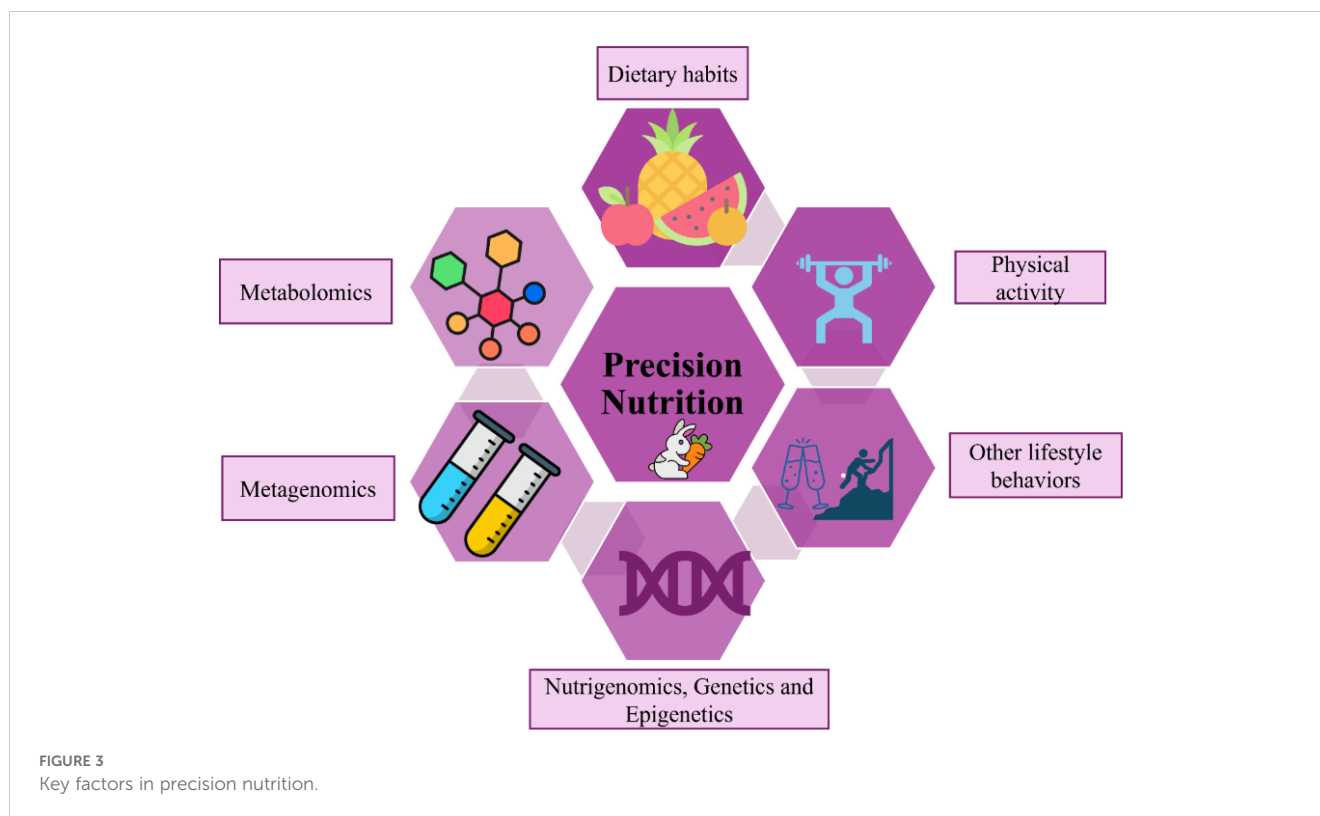 Dietary habits
Physical
activity
Metabolomics
Precision
Nutrition
Other lifestyle
behaviors
Metagenomics
Nutrigenomics, Genetics and
Epigenetics
FIGURE 3
Key factors in precision nutrition.